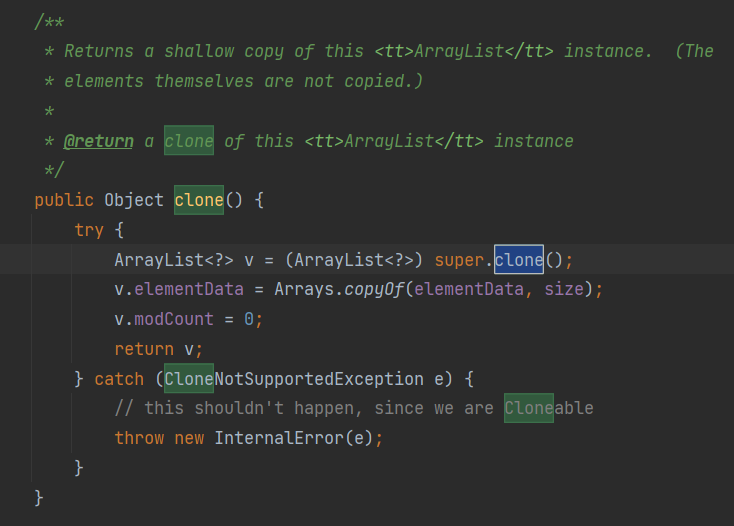 /**
 * Returns a shallow copy of this <tt>ArrayList</tt> instance.  (The
 * elements themselves are not copied.)
 *
 * @return a clone of this <tt>ArrayList</tt> instance
 */
public Object clone() {
    try {
        ArrayList<?> v = (ArrayList<?>) super.clone();
        v.elementData = Arrays.copyOf(elementData, size);
        v.modCount = 0;
        return v;
    } catch (CloneNotSupportedException e) {
        // this shouldn't happen, since we are Cloneable
        throw new InternalError(e);
    }
}